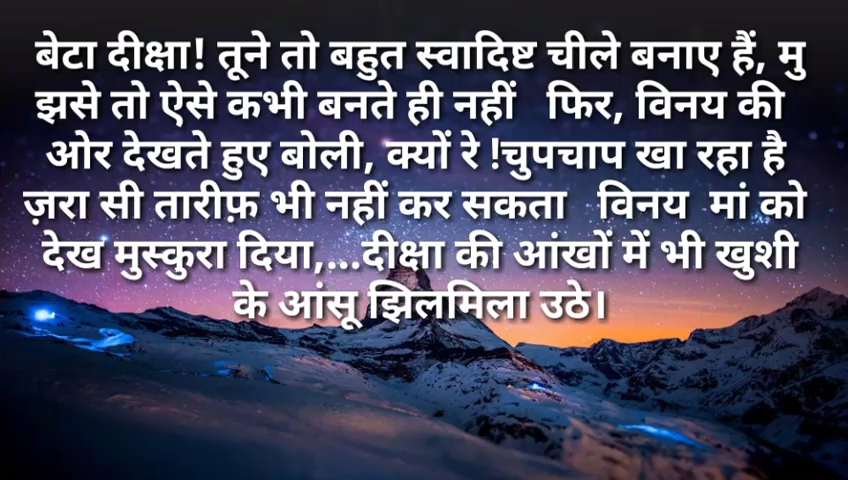 बेटा दीक्षा! तूने तो बहुत स्वादिष्ट चीले बनाए हैं, मु
झसे तो ऐसे कभी बनते ही नहीं फिर, विनय की
ओर देखते हुए बोली, क्यों रे !चुपचाप खा रहा है
ज़रा सी तारीफ़ भी नहीं कर सकता विनय मां को
देख मुस्कुरा दिया,...दीक्षा की आंखों में भी खुशी
के आंसू झिलमिला उठे।